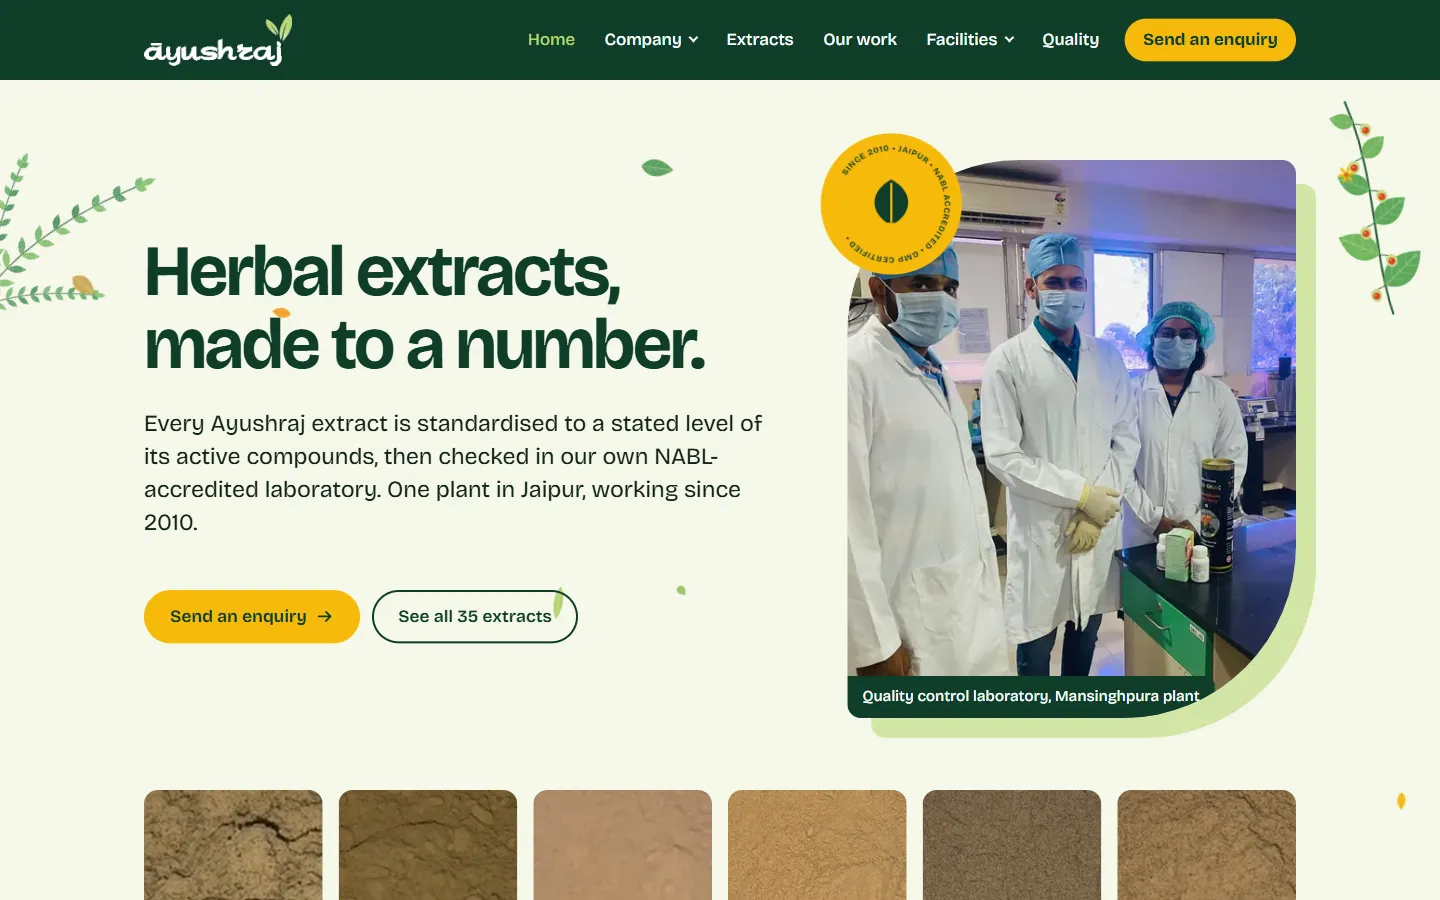 āyushraj
Home
Company
Extracts
Our work
Facilities
Quality
Send an enquiry
SINCE 2010 • JAIPUR • NABL ACCREDITED • GMP CERTIFIED •
Herbal extracts,
made to a number.
Every Ayushraj extract is standardised to a stated level of
its active compounds, then checked in our own NABL-
accredited laboratory. One plant in Jaipur, working since
2010.
Send an enquiry →
See all 35 extracts
Quality control laboratory, Mansinghpura plant